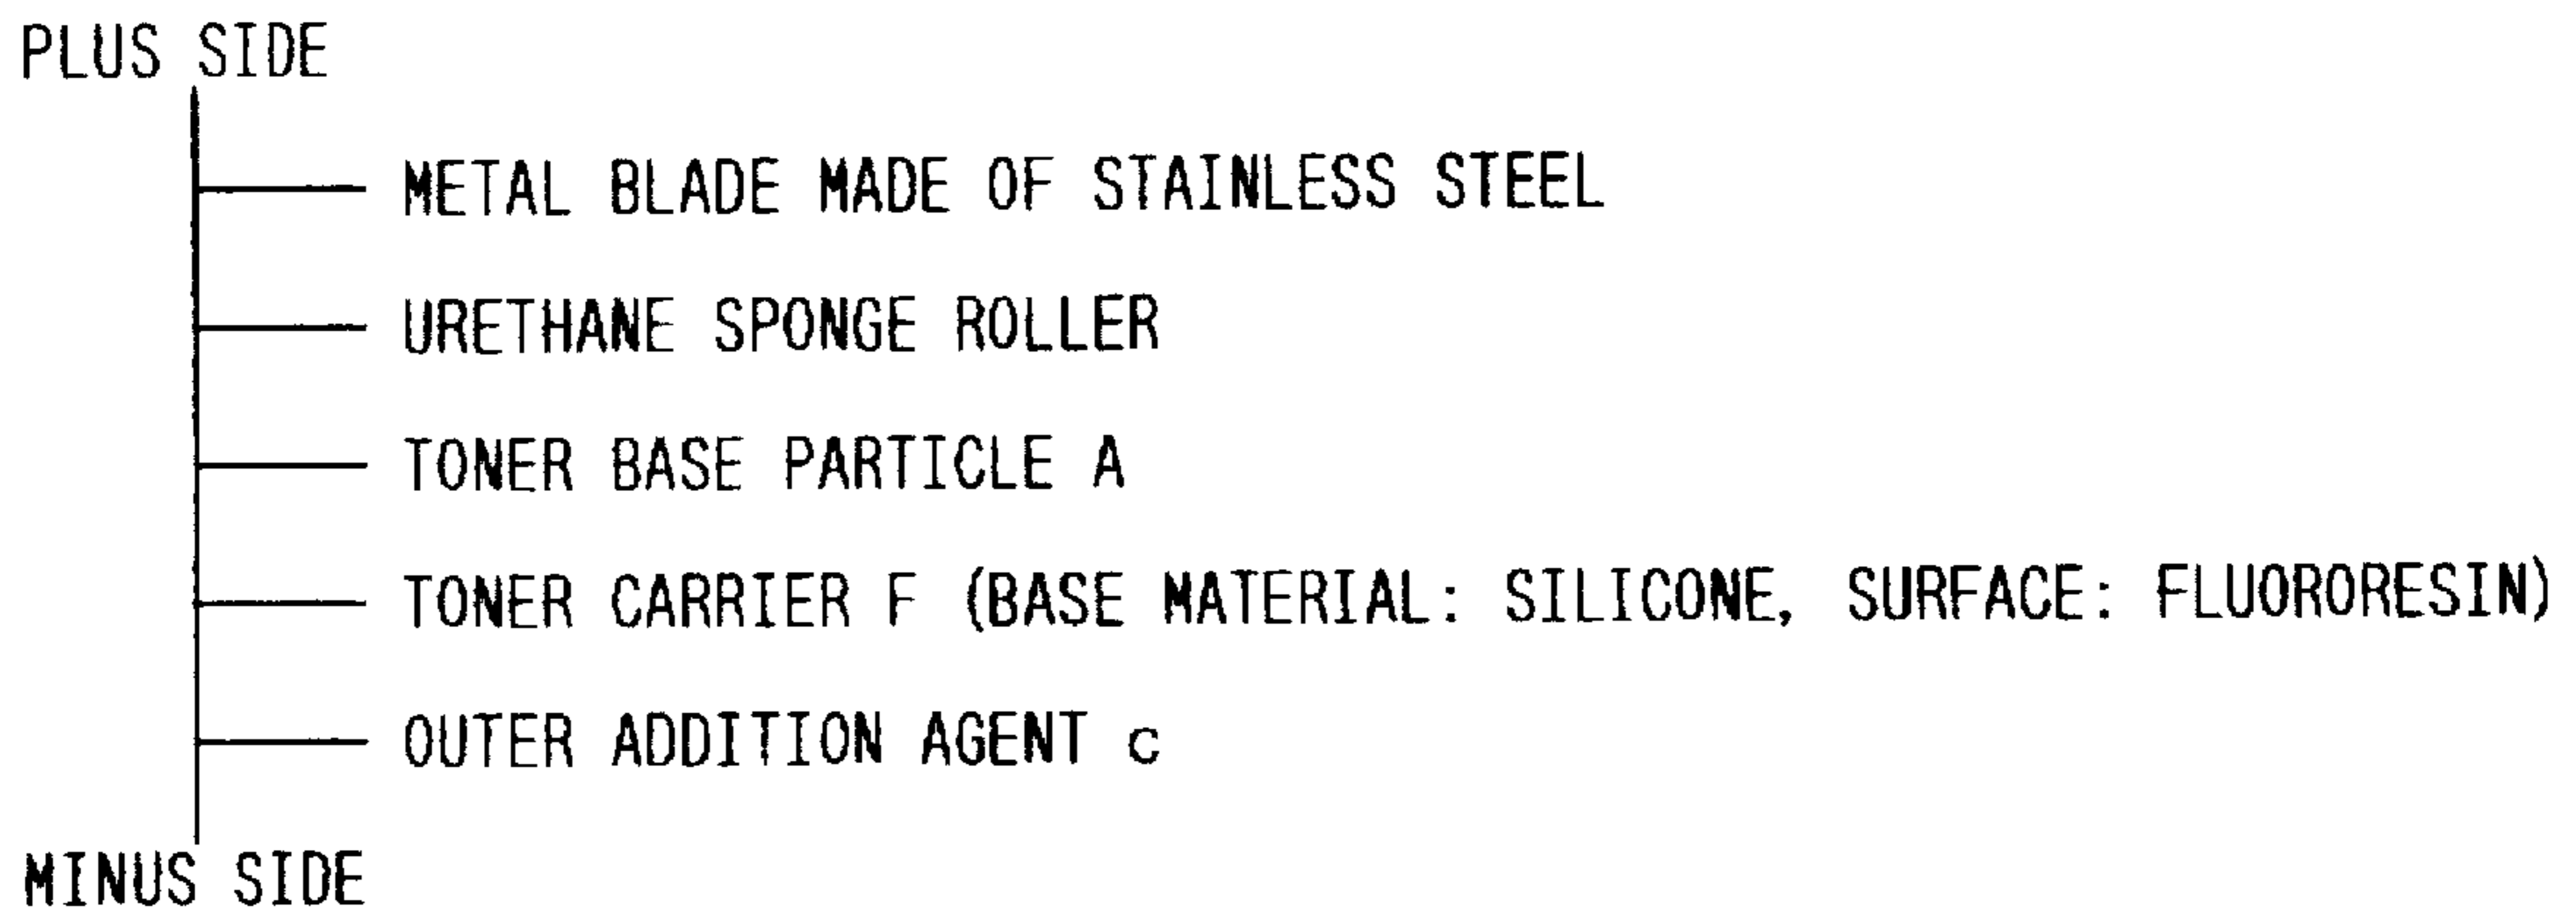 PLUS SIDE
METAL BLADE MADE OF STAINLESS STEEL
URETHANE SPONGE ROLLER
TONER BASE PARTICLE A
TONER CARRIER F (BASE MATERIAL: SILICONE, SURFACE: FLUORORESIN)
OUTER ADDITION AGENT c
MINUS SIDE